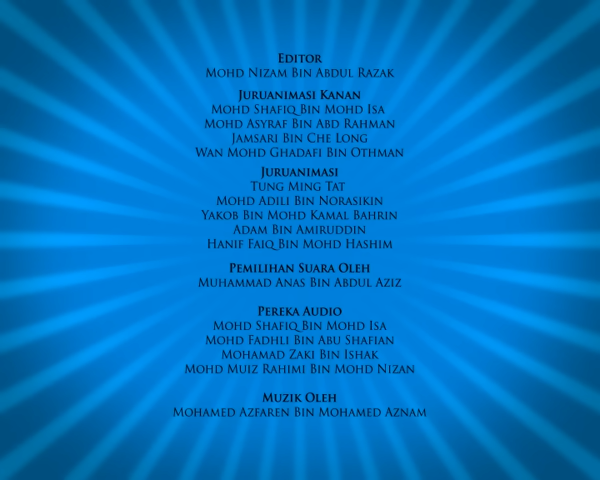 Editor
Mohd Nizam Bin Abdul Razak
Juruanimasi Kanan
Mohd Shafiq Bin Mohd Isa
Mohd Asyraf Bin Abd Rahman
Jamsari Bin Che Long
Wan Mohd Ghadafi Bin Othman
Juruanimasi
Tung Ming Tat
Mohd Adili Bin Norasikin
Yakob Bin Mohd Kamal Bahrin
Adam Bin Amiruddin
Hanif Faiq Bin Mohd Hashim
Pemilihan Suara Oleh
Muhammad Anas Bin Abdul Aziz
Pereka Audio
Mohd Shafiq Bin Mohd Isa
Mohd Fadhli Bin Abu Shafian
Mohamad Zaki Bin Ishak
Mohd Muiz Rahimi Bin Mohd Nizan
Muzik Oleh
Mohamed Azfaren Bin Mohamed Aznam